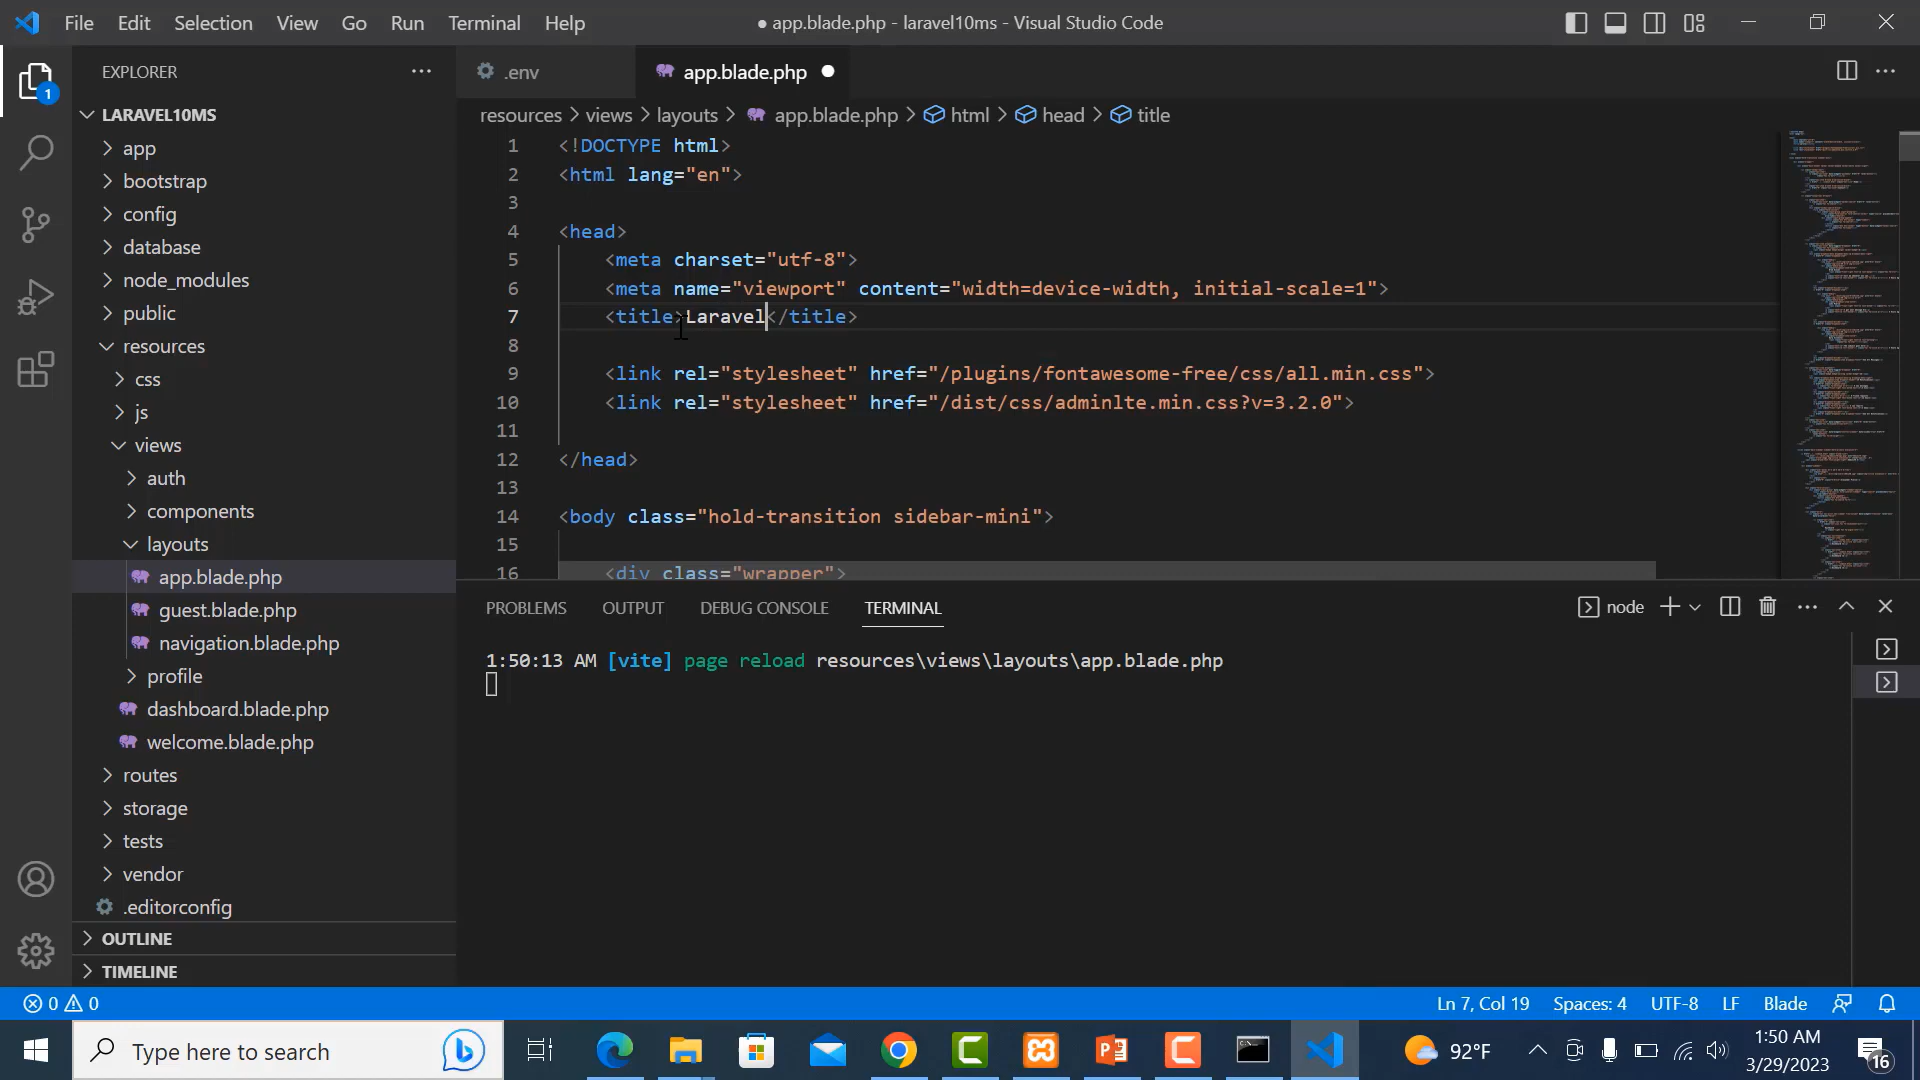 File Edit Selection View Go Run Terminal Help
● app.blade.php - laravel10ms - Visual Studio Code
1
EXPLORER
LARAVEL10MS
app
bootstrap
config
database
node_modules
public
resources
css
js
views
auth
components
layouts
app.blade.php
guest.blade.php
navigation.blade.php
profile
dashboard.blade.php
welcome.blade.php
routes
storage
tests
vendor
.editorconfig
OUTLINE
TIMELINE
.env app.blade.php ●
resources > views > layouts > app.blade.php > html > head > title
1 <!DOCTYPE html>
2 <html lang="en">
3
4 <head>
5 <meta charset="utf-8">
6 <meta name="viewport" content="width=device-width, initial-scale=1">
7 <title>Laravel</title>
8
9 <link rel="stylesheet" href="/plugins/fontawesome-free/css/all.min.css">
10 <link rel="stylesheet" href="/dist/css/adminlte.min.css?v=3.2.0">
11
12 </head>
13
14 <body class="hold-transition sidebar-mini">
15
16 <div class="wrapper">
PROBLEMS OUTPUT DEBUG CONSOLE TERMINAL
node
1:50:13 AM [vite] page reload resources\views\layouts\app.blade.php
0 0
Ln 7, Col 19 Spaces: 4 UTF-8 LF Blade
Type here to search
92°F
1:50 AM
3/29/2023
16